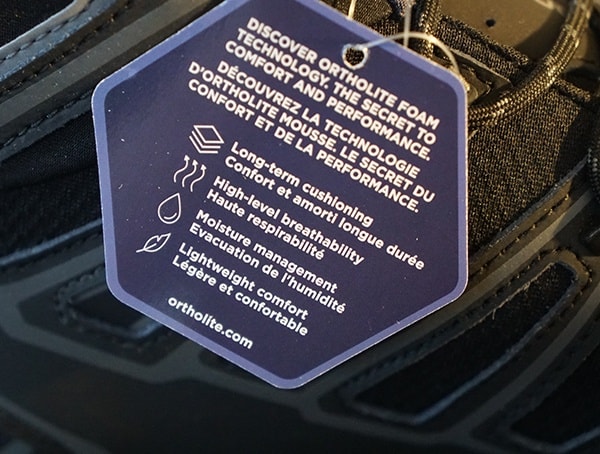 DISCOVER ORTHOLITE FOAM
TECHNOLOGY. THE SECRET TO
COMFORT AND PERFORMANCE.
DÉCOUVREZ LA TECHNOLOGIE
D'ORTHOLITE MOUSSE. LE SECRET DU
CONFORT ET DE LA PERFORMANCE.
Long-term cushioning
Confort et amorti longue durée
High-level breathability
Haute respirabilité
Moisture management
Evacuation de l'humidité
Lightweight comfort
Légère et confortable
ortholite.com